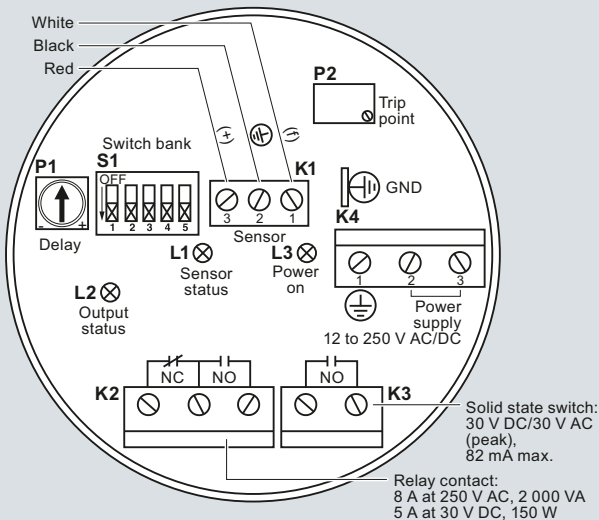 White
Black
Red
P2
Trip
point
Switch bank
P1
S1
OFF
1 2 3 4 5
- +
Delay
(+)
(f)
K1
3 2 1
Sensor
GND
K4
1 2 3
L1
Sensor
status
L3
Power
on
L2
Output
status
Power
supply
12 to 250 V AC/DC
NC
NO
K2
NO
K3
Solid state switch:
30 V DC/30 V AC
(peak),
82 mA max.
Relay contact:
8 A at 250 V AC, 2 000 VA
5 A at 30 V DC, 150 W